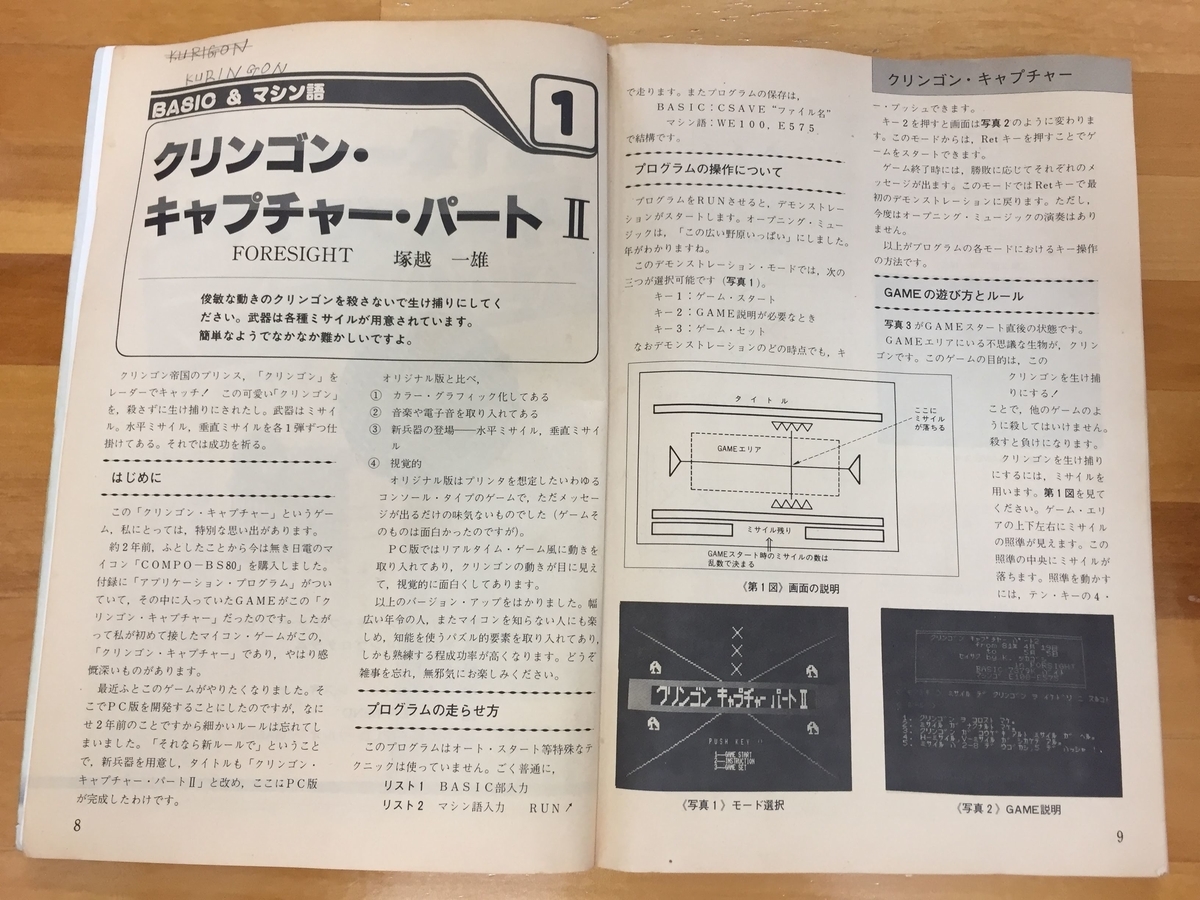 KURIGON
KURINGON
BASIC & マシン語
1
クリンゴン・
キャプチャー・パート Ⅱ
FORESIGHT 塚越 一雄
俊敏な動きのクリンゴンを殺さないで生け捕りにしてく
ださい。武器は各種ミサイルが用意されています。
簡単なようでなかなか難かしいですよ。
クリンゴン帝国のプリンス,「クリンゴン」を
レーダーでキャッチ! この可愛い「クリンゴン」
を,殺さずに生け捕りにされたし。武器はミサイ
ル。水平ミサイル,垂直ミサイルを各1弾ずつ仕
掛けてある。それでは成功を祈る。
はじめに
この「クリンゴン・キャプチャー」というゲー
ム,私にとっては,特別な思い出があります。
約2年前,ふとしたことから今は無き日電のマ
イコン「COMPO-BS80」を購入しました。
付録に「アプリケーション・プログラム」がつい
ていて,その中に入っていたGAMEがこの「ク
リンゴン・キャプチャー」だったのです。したが
って私が初めて接したマイコン・ゲームがこの,
「クリンゴン・キャプチャー」であり,やはり感
慨深いものがあります。
最近ふとこのゲームがやりたくなりました。そ
こでPC版を開発することにしたのですが,なに
せ2年前のことですから細かいルールは忘れてし
まいました。「それなら新ルールで」ということ
で,新兵器を用意し,タイトルも「クリンゴン・
キャプチャー・パートⅡ」と改め,ここにPC版
が完成したわけです。
8
オリジナル版と比べ,
① カラー・グラフィック化してある
② 音楽や電子音を取り入れてある
③ 新兵器の登場——水平ミサイル,垂直ミサイ
ル
④ 視覚的
オリジナル版はプリンタを想定したいわゆる
コンソール・タイプのゲームで,ただメッセー
ジが出るだけの味気ないものでした(ゲームそ
のものは面白かったのですが)。
PC版ではリアルタイム・ゲーム風に動きを
取り入れてあり,クリンゴンの動きが目に見え
て,視覚的に面白くしてあります。
以上のバージョン・アップをはかりました。幅
広い年令の人,またマイコンを知らない人にも楽
しめ,知能を使うパズル的要素を取り入れてあり,
しかも熟練する程成功率が高くなります。どうぞ
雑事を忘れ,無邪気にお楽しみください。
プログラムの走らせ方
このプログラムはオート・スタート等特殊なテ
クニックは使っていません。ごく普通に,
リスト1 BASIC部入力
リスト2 マシン語入力 RUN↗
で走ります。またプログラムの保存は,
BASIC:CSAVE "ファイル名"
マシン語:WE100, E575
で結構です。
プログラムの操作について
プログラムをRUNさせると,デモンストレー
ションがスタートします。オープニング・ミュー
ジックは,「この広い野原いっぱい」にしました。
年がわかりますね。
このデモンストレーション・モードでは,次の
三つが選択可能です(写真1)。
キー1:ゲーム・スタート
キー2:GAME説明が必要なとき
キー3:ゲーム・セット
なおデモンストレーションのどの時点でも,キ
クリンゴン・キャプチャー
ー・プッシュできます。
キー2を押すと画面は写真2のように変わりま
す。このモードからは,Retキーを押すことでゲ
ームをスタートできます。
ゲーム終了時には,勝敗に応じてそれぞれのメ
ッセージが出ます。このモードではRetキーで最
初のデモンストレーションに戻ります。ただし,
今度はオープニング・ミュージックの演奏はあり
ません。
以上がプログラムの各モードにおけるキー操作
の方法です。
GAMEの遊び方とルール
写真3がGAMEスタート直後の状態です。
GAMEエリアにいる不思議な生物が,クリン
ゴンです。このゲームの目的は,この
クリンゴンを生け捕
りにする!
ことで,他のゲームのよ
うに殺してはいけません。
殺すと負けになります。
クリンゴンを生け捕り
にするには,ミサイルを
用います。第1図を見て
ください。ゲーム・エリ
アの上下左右にミサイル
の照準が見えます。この
照準の中央にミサイルが
落ちます。照準を動かす
には,テン・キーの4・
タイトル
ここに
ミサイル
が落ちる
GAMEエリア
ミサイル残り
GAMEスタート時のミサイルの数は
乱数で決まる
《第1図》画面の説明
クリンゴン キャプチャー パートⅡ
PUSH KEY
1—GAME START
2—INSTRUCTION
3—GAME SET
《写真1》モード選択
《写真2》GAME説明
9